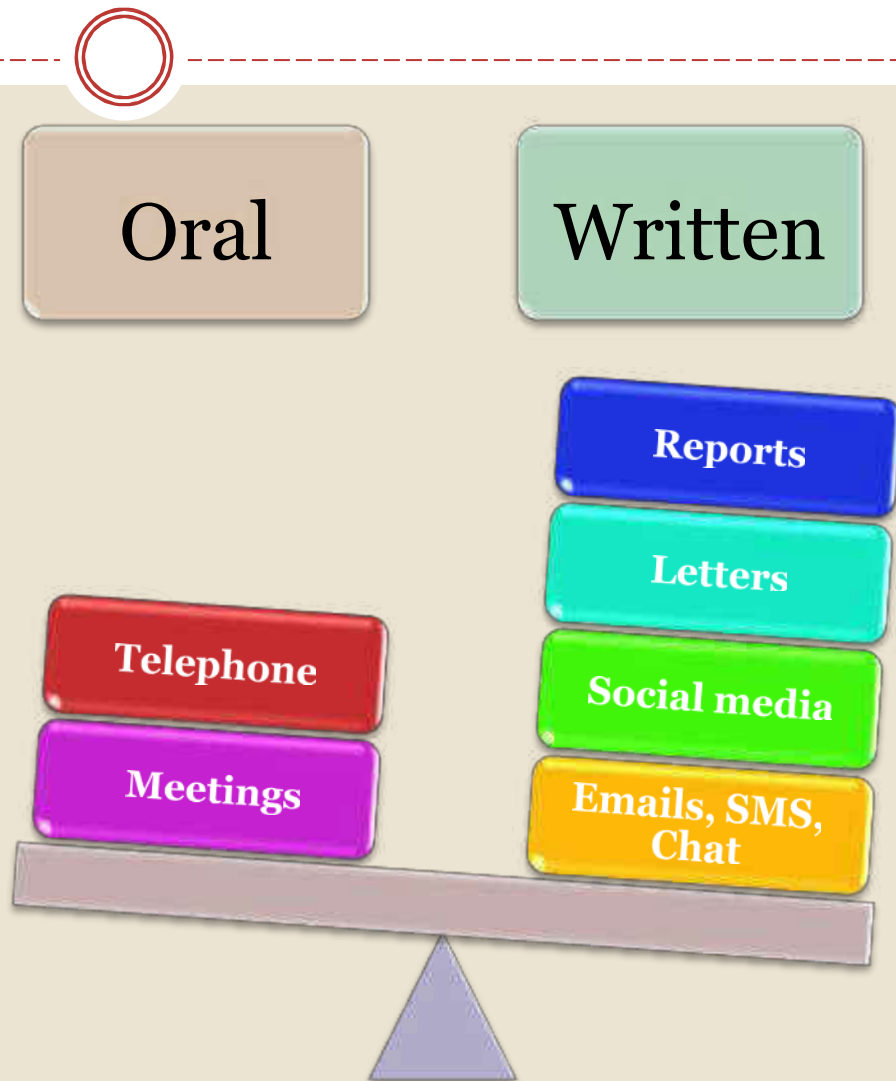 Oral
Written
Reports
Letters
Social media
Emails, SMS,
Chat
Telephone
Meetings